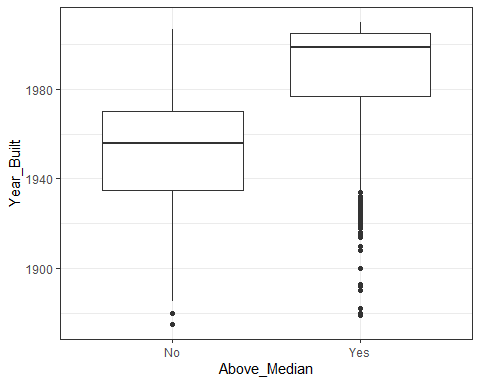 Year_Built
1980
1940
1900
No
Yes
Above_Median